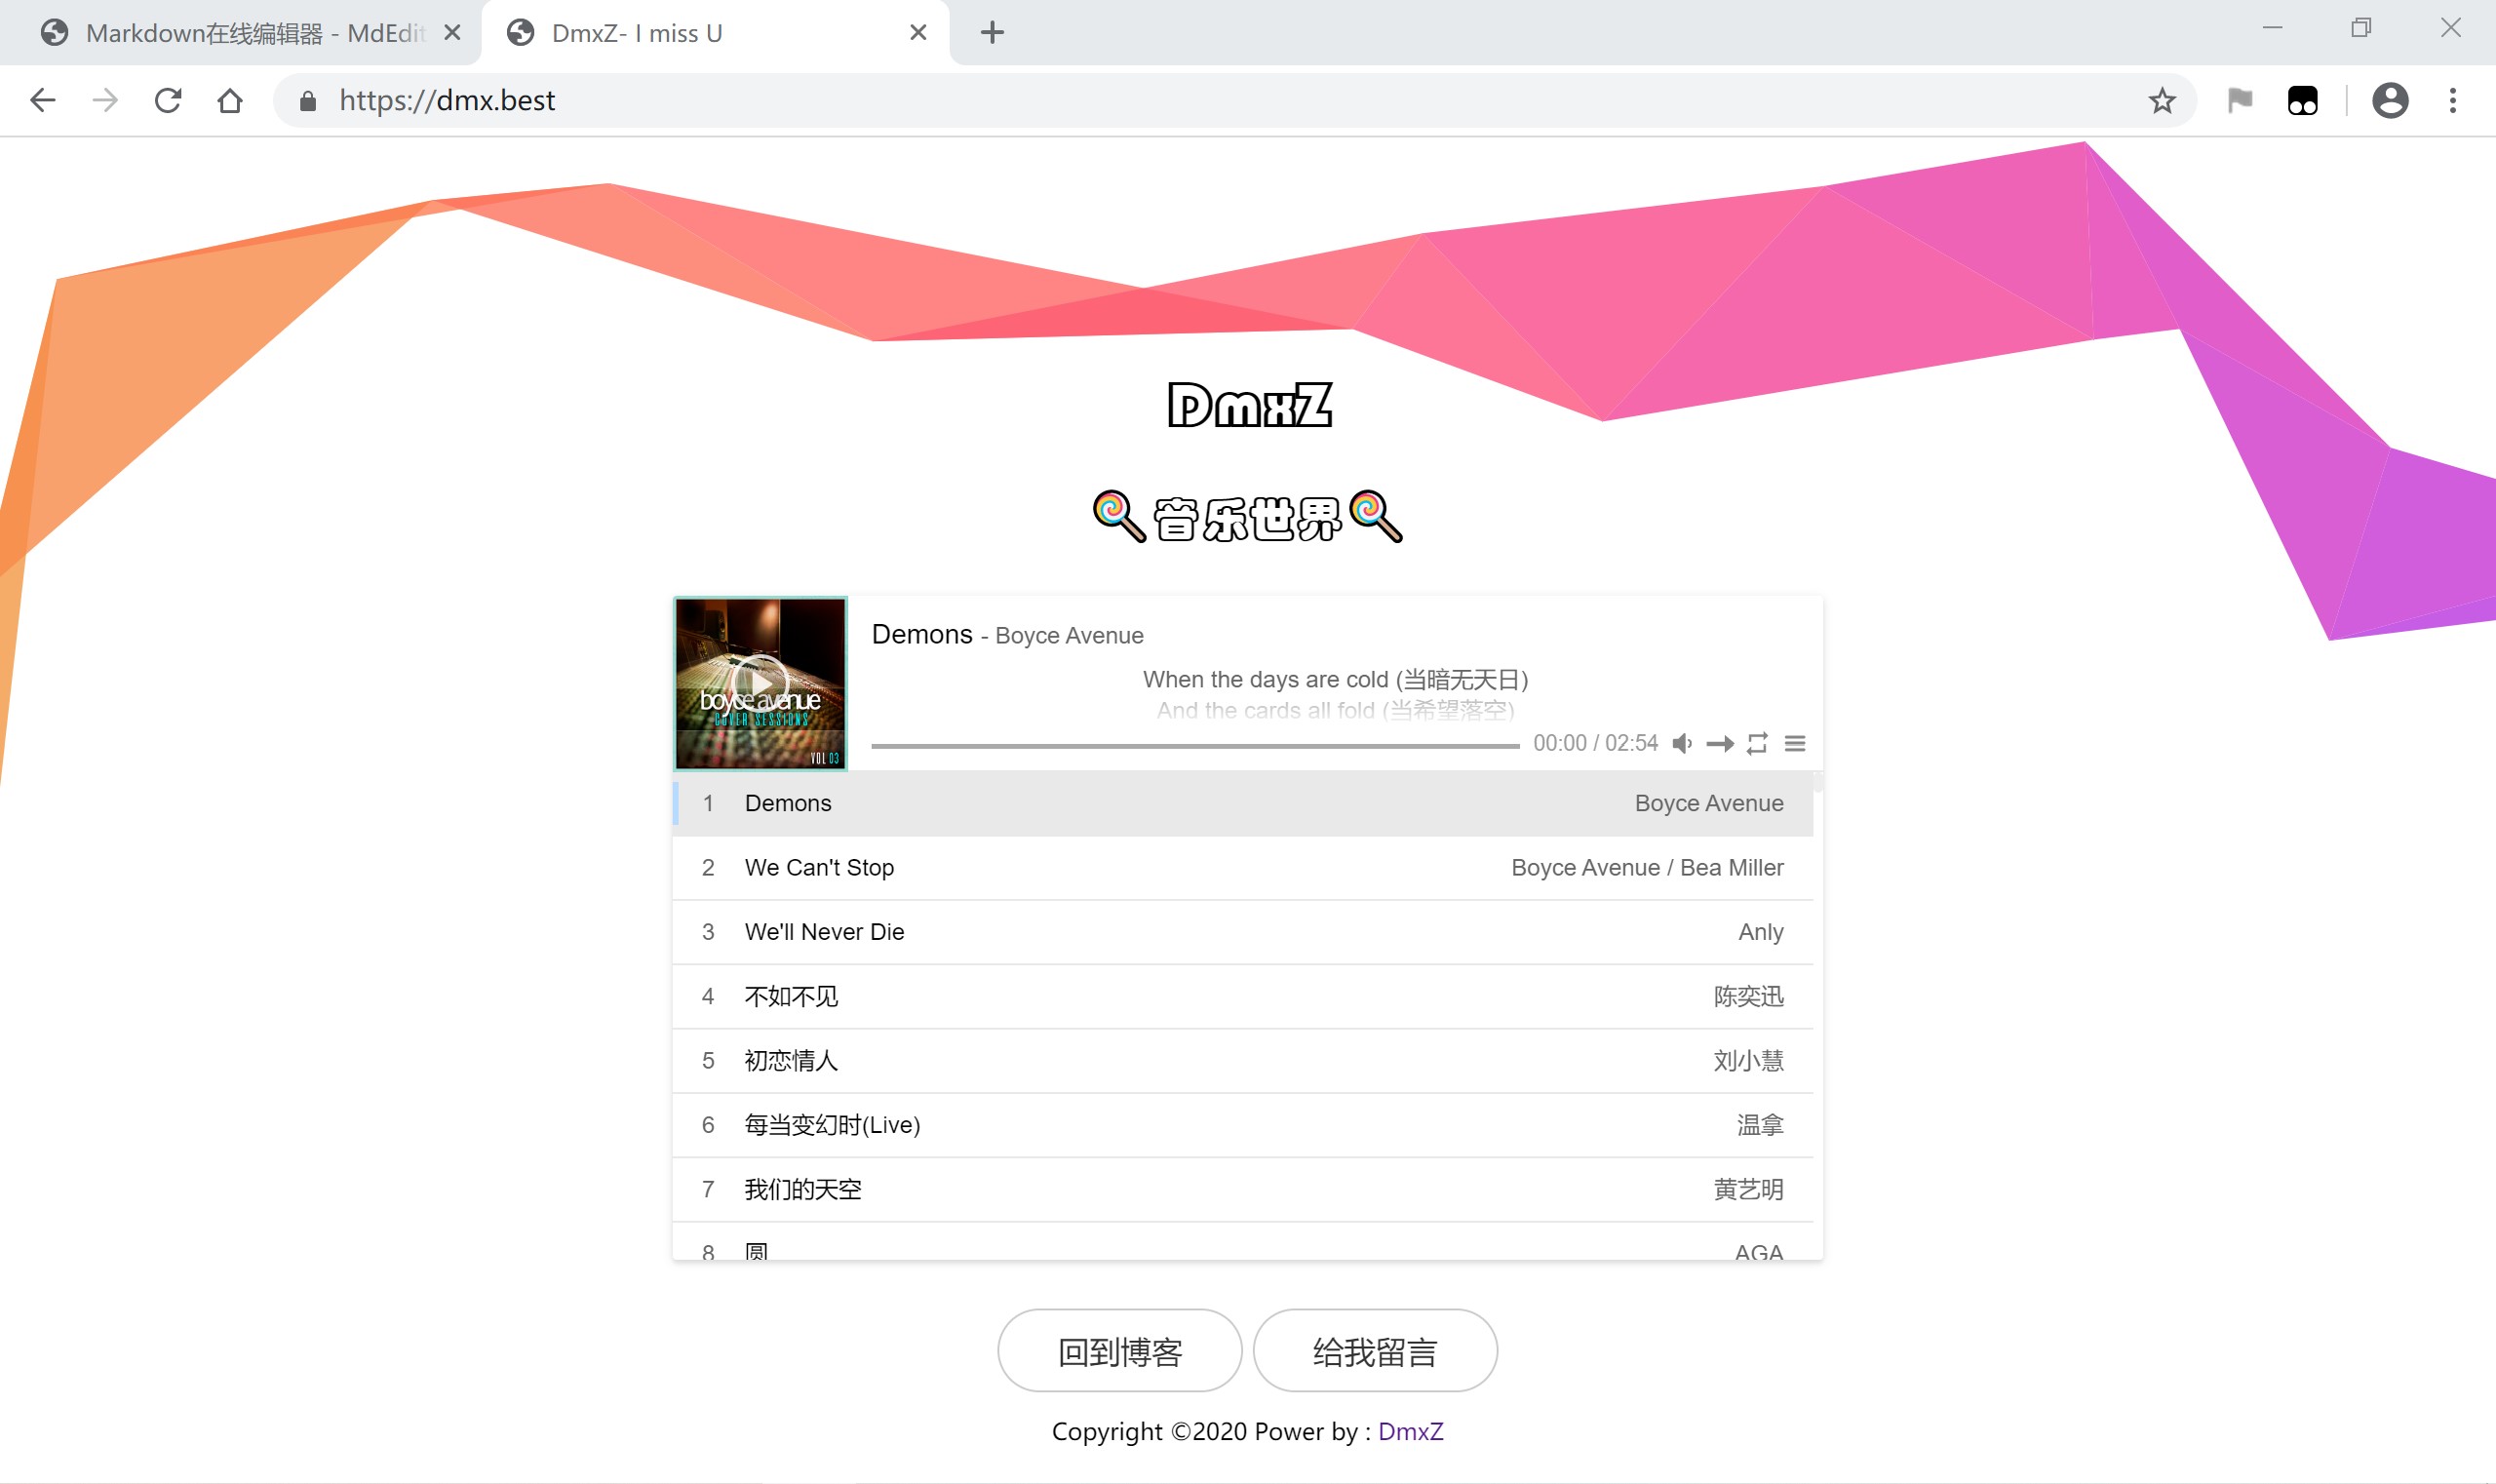 Markdown在线编辑器 - MdEdit
DmxZ- I miss U
https://dmx.best
DmxZ
音乐世界
boyce avenue
COVER SESSIONS
VOL 03
Demons - Boyce Avenue
When the days are cold (当暗无天日)
And the cards all fold (当希望落空)
00:00 / 02:54
1 Demons Boyce Avenue
2 We Can't Stop Boyce Avenue / Bea Miller
3 We'll Never Die Anly
4 不如不见 陈奕迅
5 初恋情人 刘小慧
6 每当变幻时(Live) 温拿
7 我们的天空 黄艺明
8 圆 AGA
回到博客 给我留言
Copyright ©2020 Power by : DmxZ